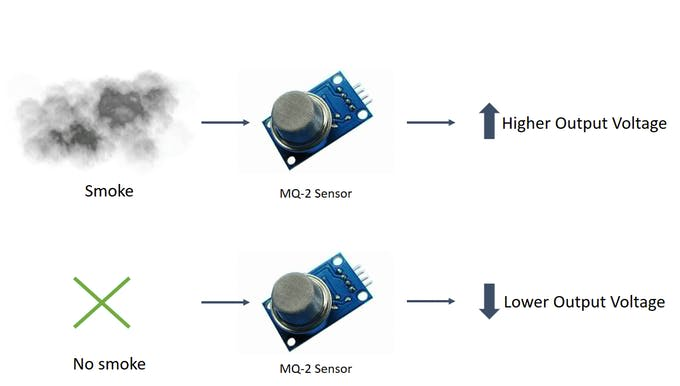 Higher Output Voltage
Smoke
MQ-2 Sensor
Lower Output Voltage
No smoke
MQ-2 Sensor